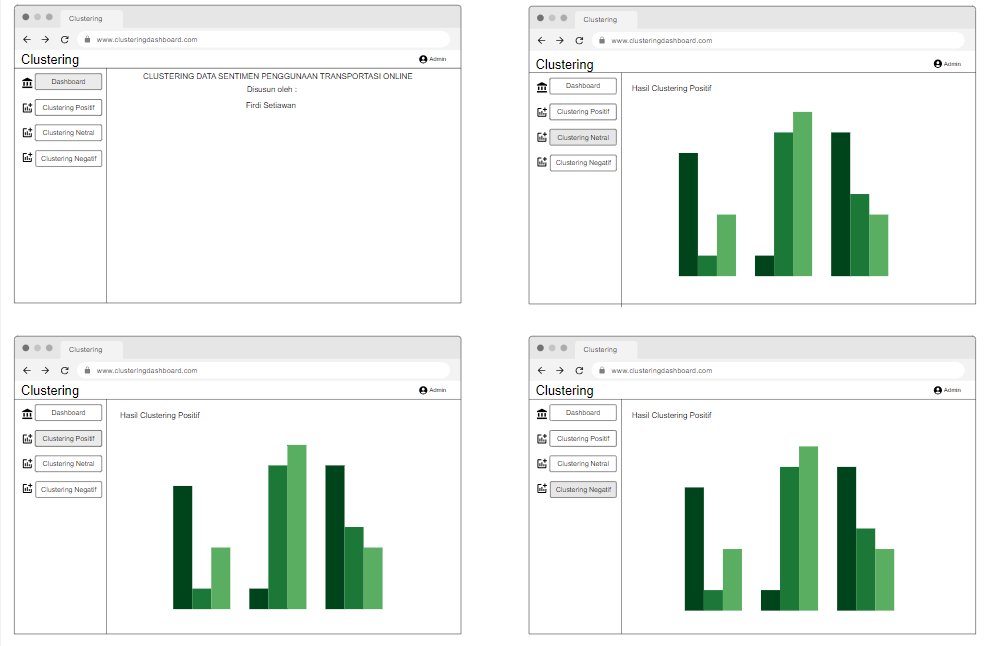 Clustering
www.clusteringdashboard.com
Clustering
Admin
Dashboard
Clustering Positif
Clustering Netral
Clustering Negatif
CLUSTERING DATA SENTIMEN PENGGUNAAN TRANSPORTASI ONLINE
Disusun oleh :
Firdi Setiawan
Clustering
www.clusteringdashboard.com
Clustering
Admin
Dashboard
Clustering Positif
Clustering Netral
Clustering Negatif
Hasil Clustering Positif
Clustering
www.clusteringdashboard.com
Clustering
Admin
Dashboard
Clustering Positif
Clustering Netral
Clustering Negatif
Hasil Clustering Positif
Clustering
www.clusteringdashboard.com
Clustering
Admin
Dashboard
Clustering Positif
Clustering Netral
Clustering Negatif
Hasil Clustering Positif